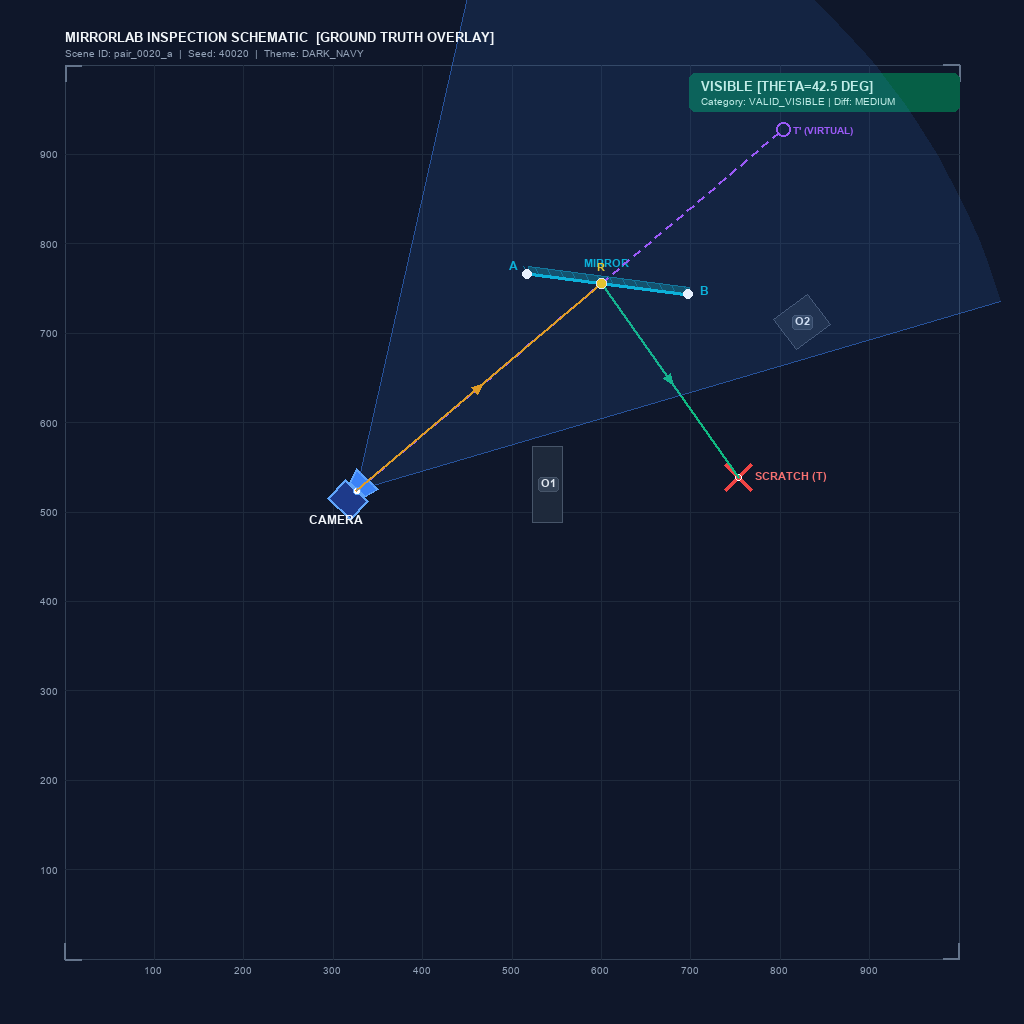 MIRRORLAB INSPECTION SCHEMATIC  [GROUND TRUTH OVERLAY]
Scene ID: pair_0020_a  |  Seed: 40020  |  Theme: DARK_NAVY
VISIBLE [THETA=42.5 DEG]
Category: VALID_VISIBLE | Diff: MEDIUM
T' (VIRTUAL)
900
800
A
MIRROR
R
B
O2
700
600
SCRATCH (T)
O1
500
CAMERA
400
300
200
100
100 200 300 400 500 600 700 800 900